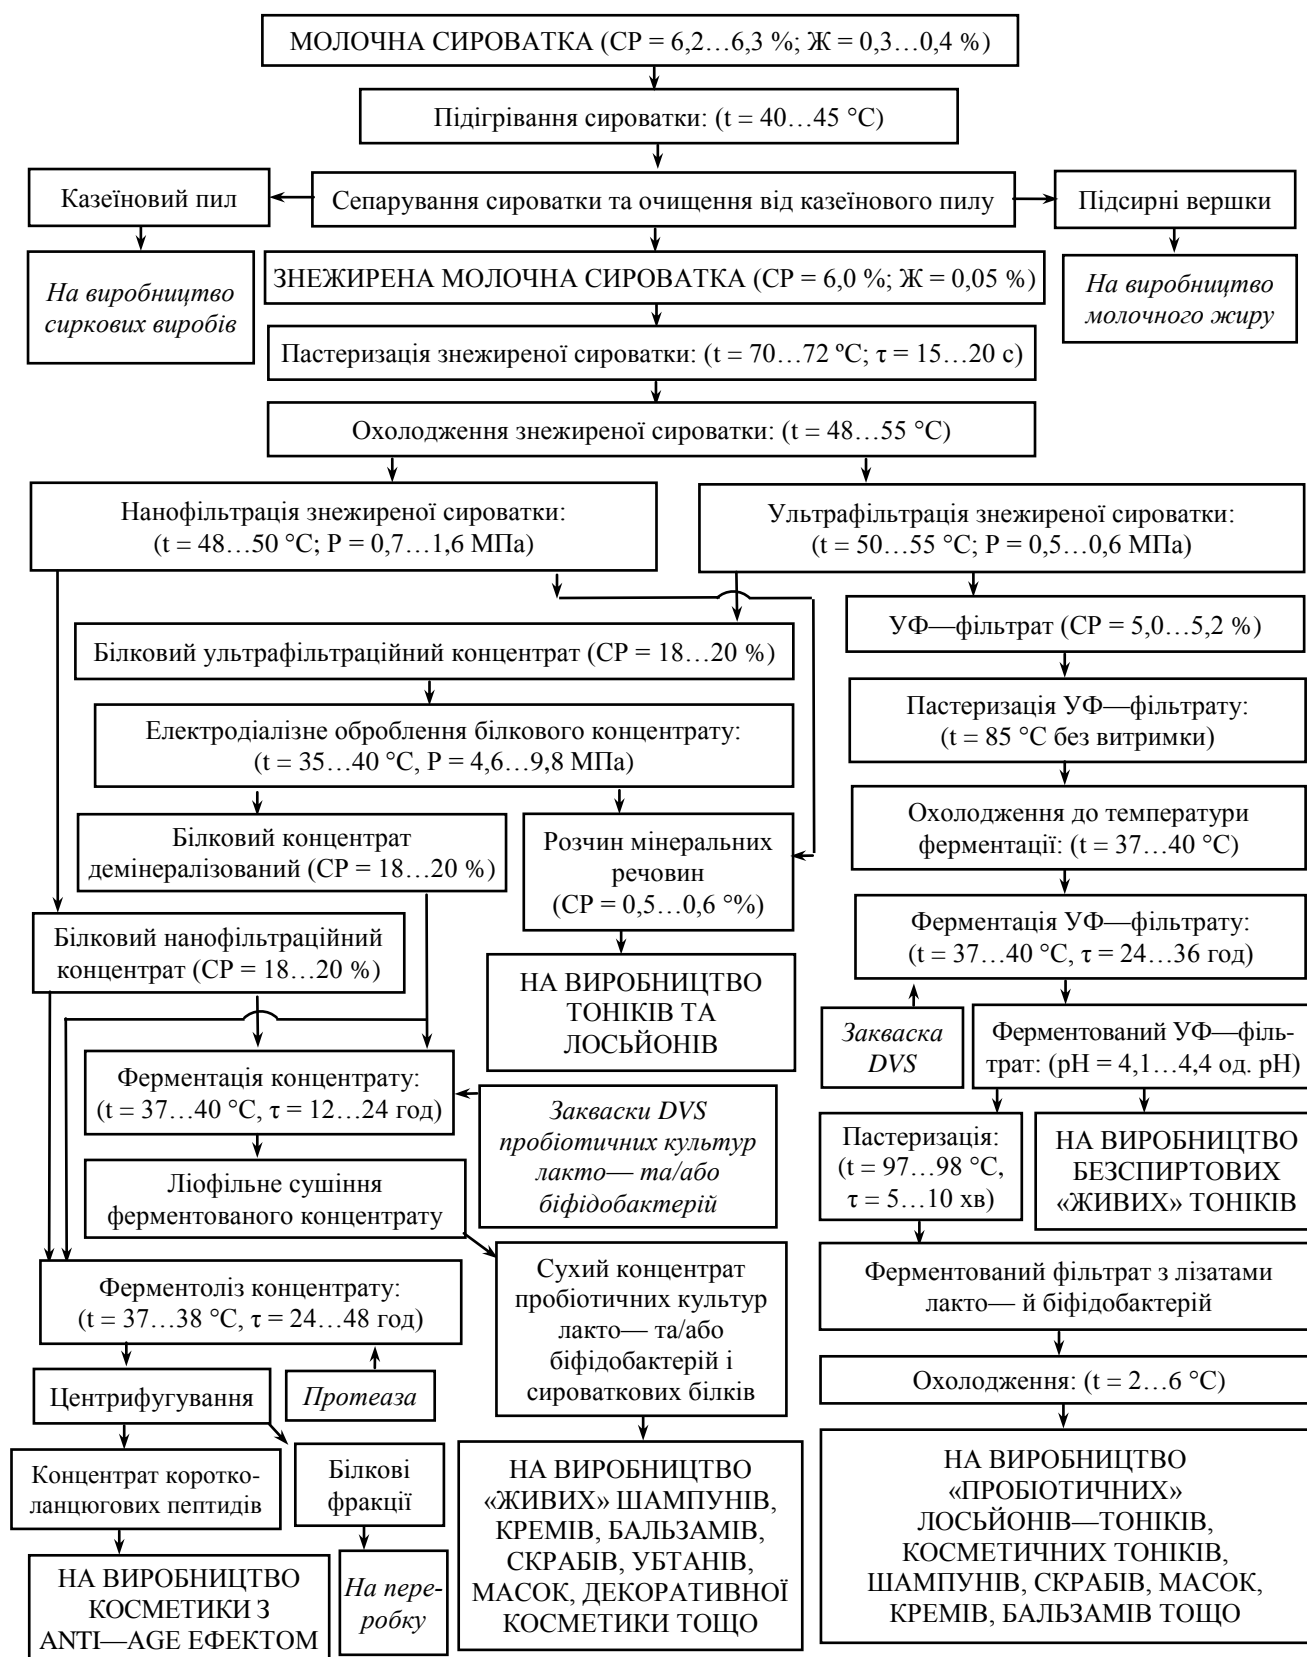 МОЛОЧНА СИРОВАТКА (СР = 6,2…6,3 %; Ж = 0,3…0,4 %)
Підігрівання сироватки: (t = 40…45 °С)
Казеїновий пил
Сепарування сироватки та очищення від казеїнового пилу
Підсирні вершки
На виробництво
сиркових виробів
ЗНЕЖИРЕНА МОЛОЧНА СИРОВАТКА (СР = 6,0 %; Ж = 0,05 %)
На виробництво
молочного жиру
Пастеризація знежиреної сироватки: (t = 70…72 ºС; τ = 15…20 с)
Охолодження знежиреної сироватки: (t = 48…55 °С)
Нанофільтрація знежиреної сироватки:
(t = 48…50 °С; Р = 0,7…1,6 МПа)
Ультрафільтрація знежиреної сироватки:
(t = 50…55 °С; Р = 0,5…0,6 МПа)
УФ—фільтрат (СР = 5,0…5,2 %)
Білковий ультрафільтраційний концентрат (СР = 18…20 %)
Пастеризація УФ—фільтрату:
(t = 85 °С без витримки)
Електродіалізне оброблення білкового концентрату:
(t = 35…40 °С, Р = 4,6…9,8 МПа)
Охолодження до температури
ферментації: (t = 37…40 °С)
Білковий концентрат
демінералізований (СР = 18…20 %)
Розчин мінеральних
речовин
(СР = 0,5…0,6 °%)
Ферментація УФ—фільтрату:
(t = 37…40 °С, τ = 24…36 год)
Білковий нанофільтраційний
концентрат (СР = 18…20 %)
НА ВИРОБНИЦТВО
ТОНІКІВ ТА
ЛОСЬЙОНІВ
Закваска
DVS
Ферментований УФ—філь-
трат: (рН = 4,1…4,4 од. рН)
Ферментація концентрату:
(t = 37…40 °С, τ = 12…24 год)
Закваски DVS
пробіотичних культур
лакто— та/або
біфідобактерій
Пастеризація:
(t = 97…98 °С,
τ = 5…10 хв)
НА ВИРОБНИЦТВО
БЕЗСПИРТОВИХ
«ЖИВИХ» ТОНІКІВ
Ліофільне сушіння
ферментованого концентрату
Ферментоліз концентрату:
(t = 37…38 °С, τ = 24…48 год)
Сухий концентрат
пробіотичних культур
лакто— та/або
біфідобактерій і
сироваткових білків
Ферментований фільтрат з лізатами
лакто— й біфідобактерій
Центрифугування
Протеаза
Охолодження: (t = 2…6 °С)
Концентрат коротко-
ланцюгових пептидів
Білкові
фракції
НА ВИРОБНИЦТВО
«ЖИВИХ» ШАМПУНІВ,
КРЕМІВ, БАЛЬЗАМІВ,
СКРАБІВ, УБТАНІВ,
МАСОК, ДЕКОРАТИВНОЇ
КОСМЕТИКИ ТОЩО
НА ВИРОБНИЦТВО
«ПРОБІОТИЧНИХ»
ЛОСЬЙОНІВ—ТОНІКІВ,
КОСМЕТИЧНИХ ТОНІКІВ,
ШАМПУНІВ, СКРАБІВ, МАСОК,
КРЕМІВ, БАЛЬЗАМІВ ТОЩО
НА ВИРОБНИЦТВО
КОСМЕТИКИ З
ANTI—AGE ЕФЕКТОМ
На пере-
робку